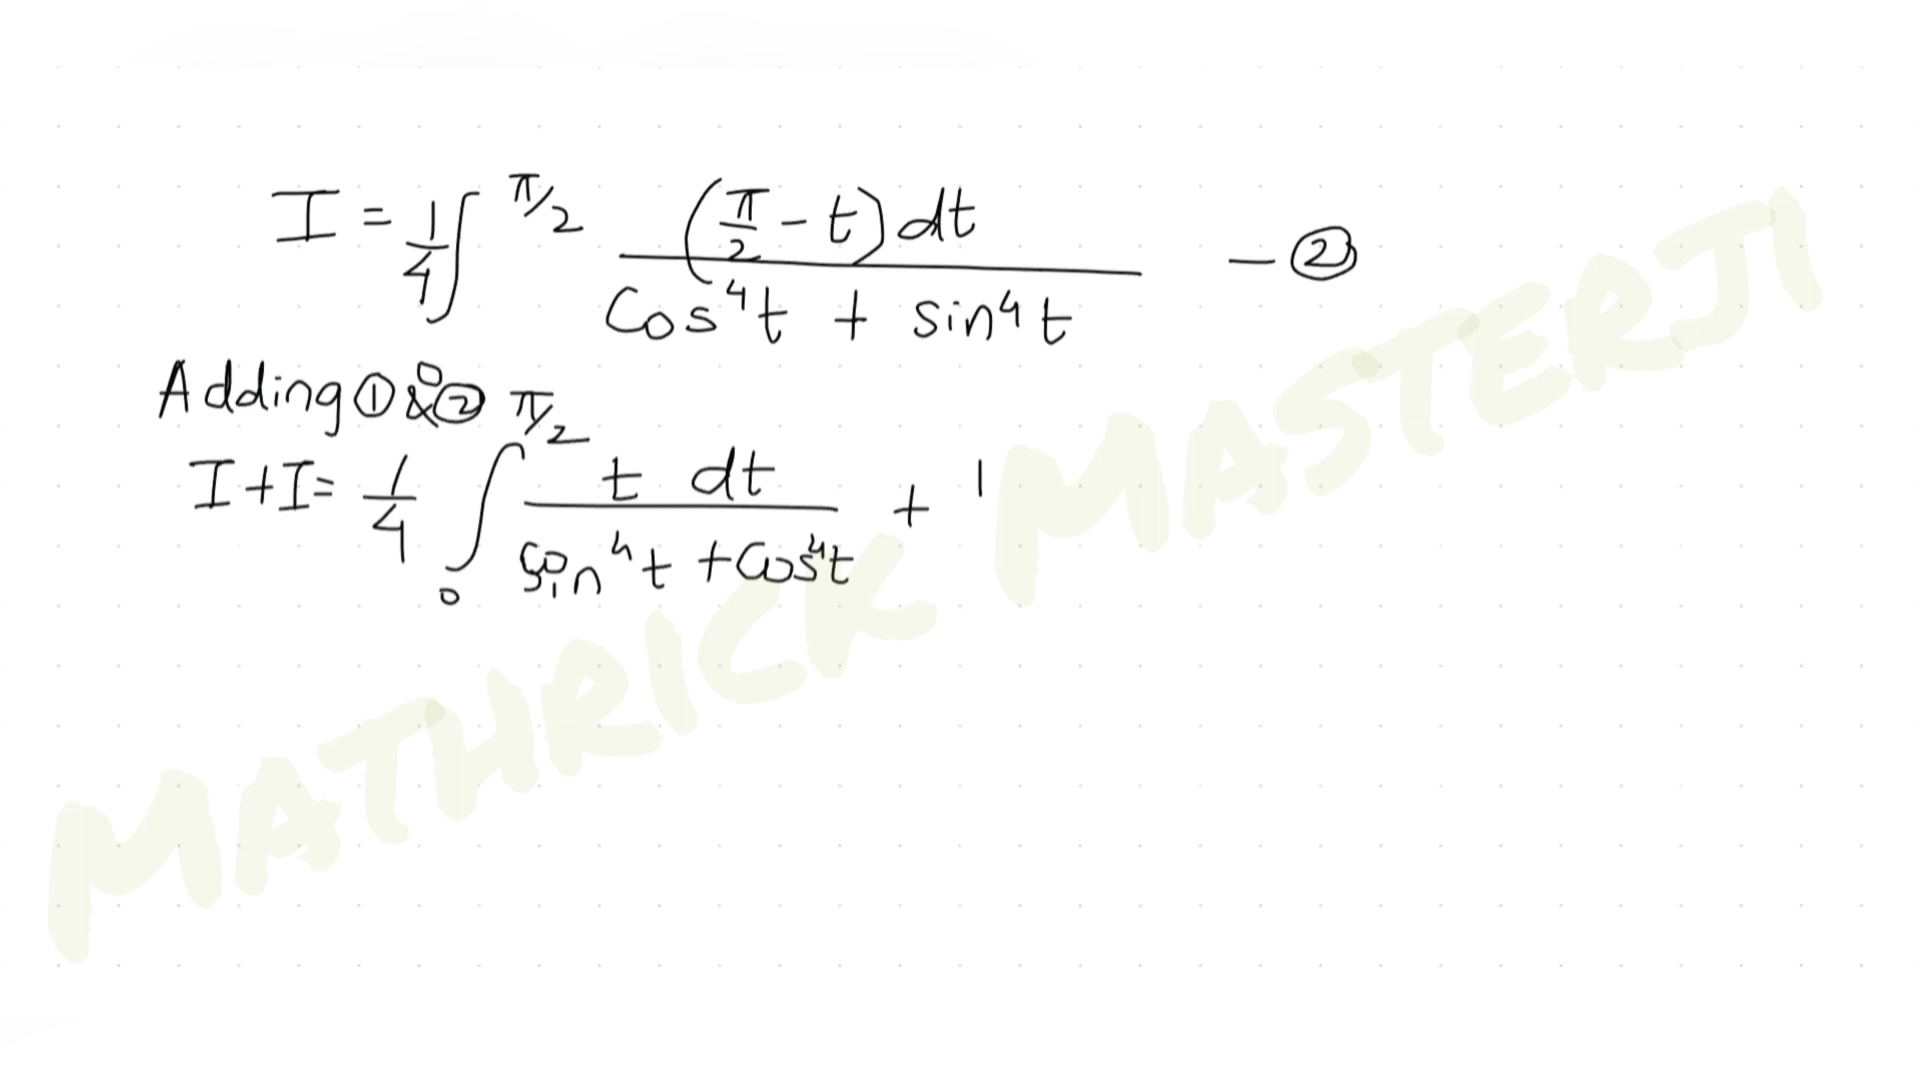 I = 1/4 ∫ π/2 (π/2 - t) dt / cos⁴t + sin⁴t - ②
Adding ① & ②
I + I = 1/4 ∫₀ π/2 t dt / sin⁴t + cos⁴t + 1
MATHRICK MASTERJI